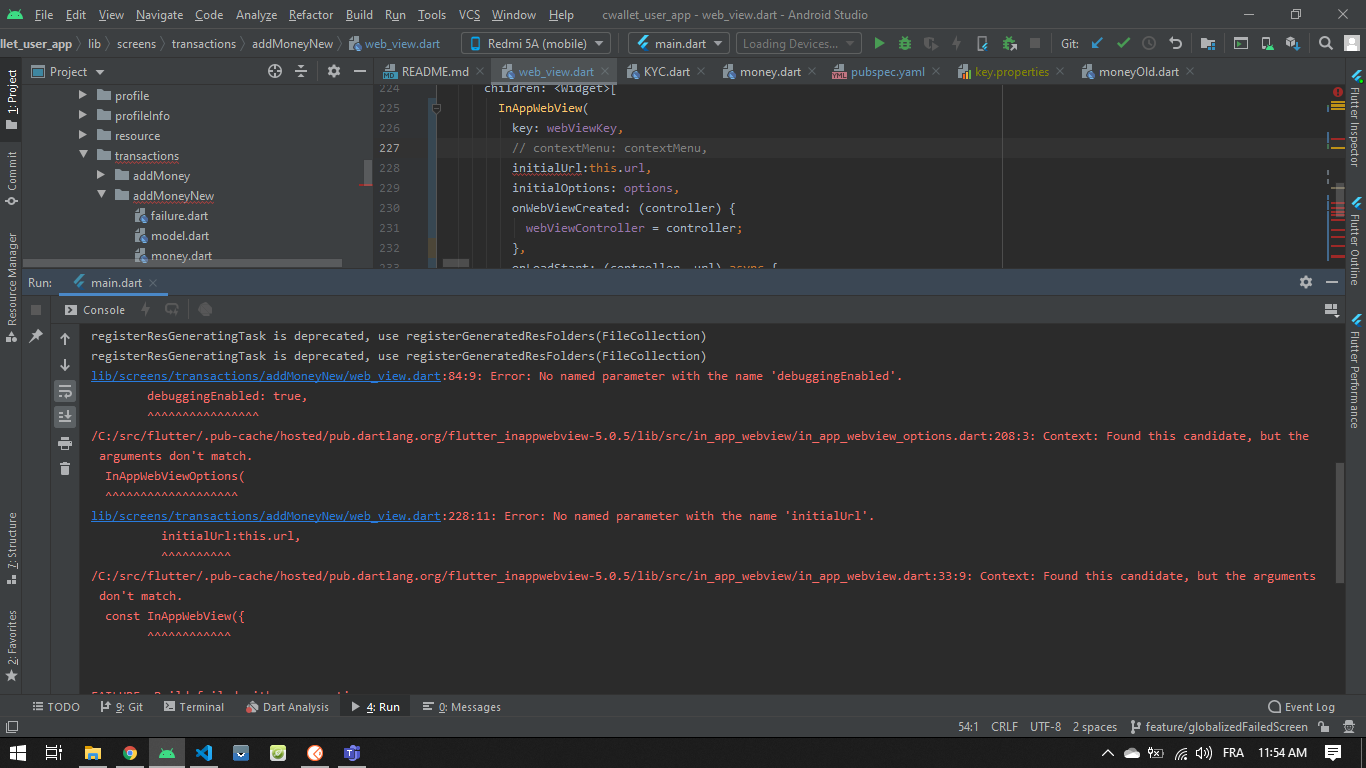 File Edit View Navigate Code Analyze Refactor Build Run Tools VCS Window Help cwallet_user_app - web_view.dart - Android Studio
llet_user_app lib screens transactions addMoneyNew web_view.dart Redmi 5A (mobile) main.dart Loading Devices... Git:
1: Project
Commit
Resource Manager
7: Structure
2: Favorites
Project
profile
profileInfo
resource
transactions
addMoney
addMoneyNew
failure.dart
model.dart
money.dart
README.md web_view.dart KYC.dart money.dart pubspec.yaml key.properties moneyOld.dart
224 children: <Widget>[
225 InAppWebView(
226 key: webViewKey,
227 // contextMenu: contextMenu,
228 initialUrl:this.url,
229 initialOptions: options,
230 onWebViewCreated: (controller) {
231 webViewController = controller;
232 },
233 onLoadStart: (controller, url) async {
Flutter Inspector
Flutter Outline
Flutter Performance
Run: main.dart
Console
registerResGeneratingTask is deprecated, use registerGeneratedResFolders(FileCollection)
registerResGeneratingTask is deprecated, use registerGeneratedResFolders(FileCollection)
lib/screens/transactions/addMoneyNew/web_view.dart:84:9: Error: No named parameter with the name 'debuggingEnabled'.
debuggingEnabled: true,
^^^^^^^^^^^^^^^^
/C:/src/flutter/.pub-cache/hosted/pub.dartlang.org/flutter_inappwebview-5.0.5/lib/src/in_app_webview/in_app_webview_options.dart:208:3: Context: Found this candidate, but the
arguments don't match.
InAppWebViewOptions(
^^^^^^^^^^^^^^^^^^^
lib/screens/transactions/addMoneyNew/web_view.dart:228:11: Error: No named parameter with the name 'initialUrl'.
initialUrl:this.url,
^^^^^^^^^^
/C:/src/flutter/.pub-cache/hosted/pub.dartlang.org/flutter_inappwebview-5.0.5/lib/src/in_app_webview/in_app_webview.dart:33:9: Context: Found this candidate, but the arguments
don't match.
const InAppWebView({
^^^^^^^^^^^^
TODO 9: Git Terminal Dart Analysis 4: Run 0: Messages Event Log
54:1 CRLF UTF-8 2 spaces feature/globalizedFailedScreen
FRA 11:54 AM